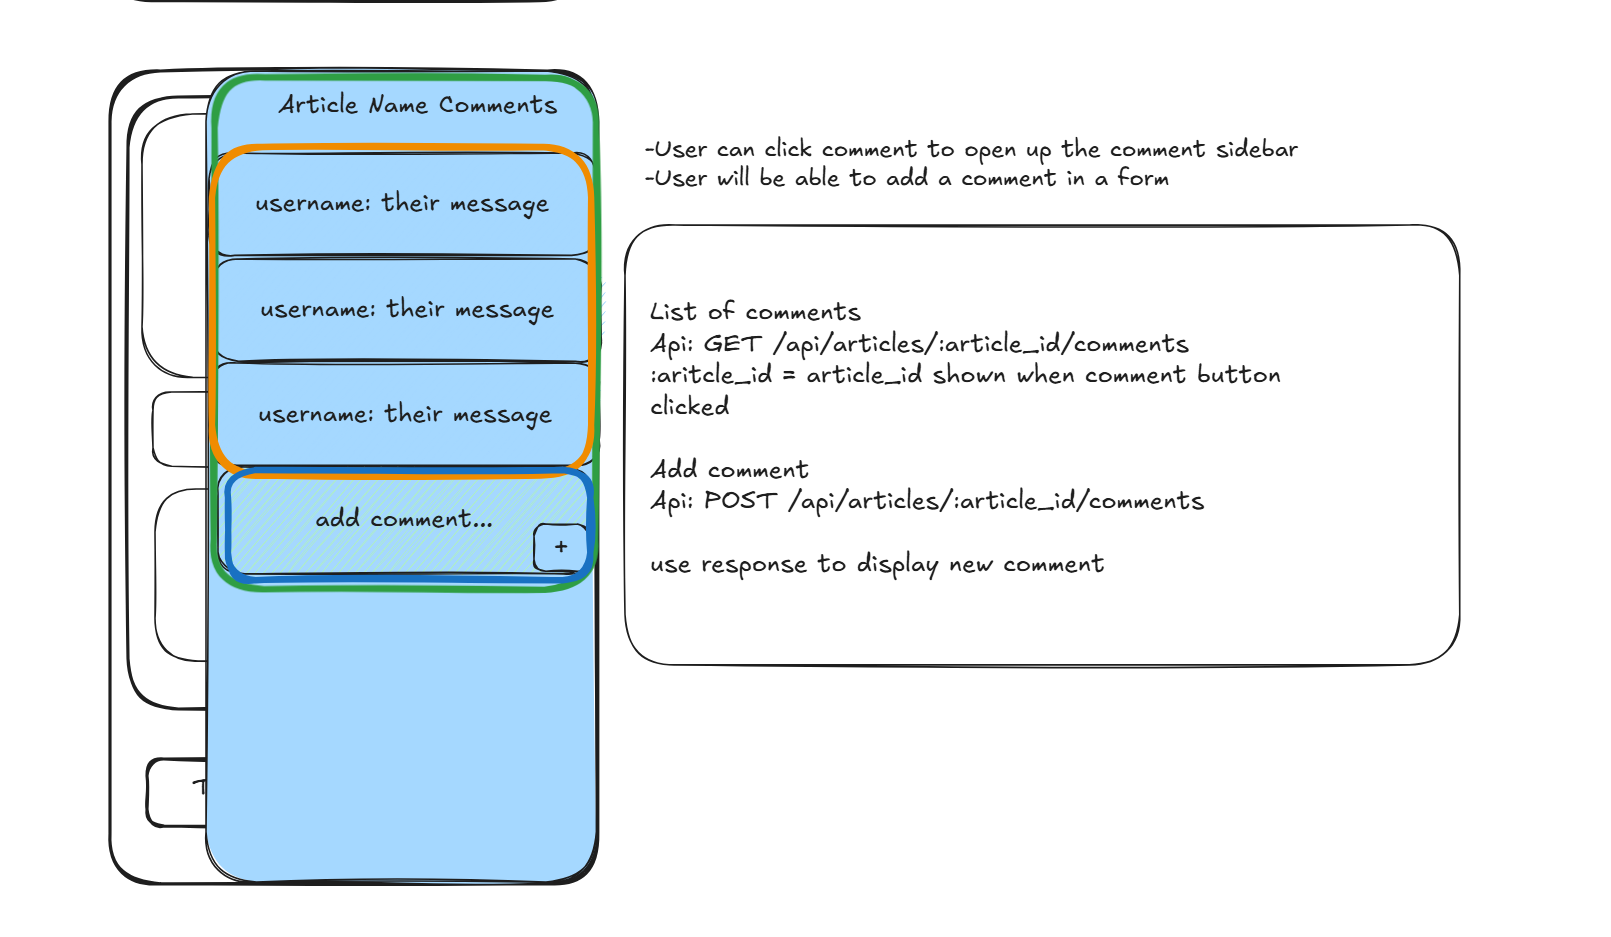 Article Name Comments
username: their message
username: their message
username: their message
add comment...
+
T
-User can click comment to open up the comment sidebar
-User will be able to add a comment in a form
List of comments
Api: GET /api/articles/:article_id/comments
:aritcle_id = article_id shown when comment button
clicked
Add comment
Api: POST /api/articles/:article_id/comments
use response to display new comment